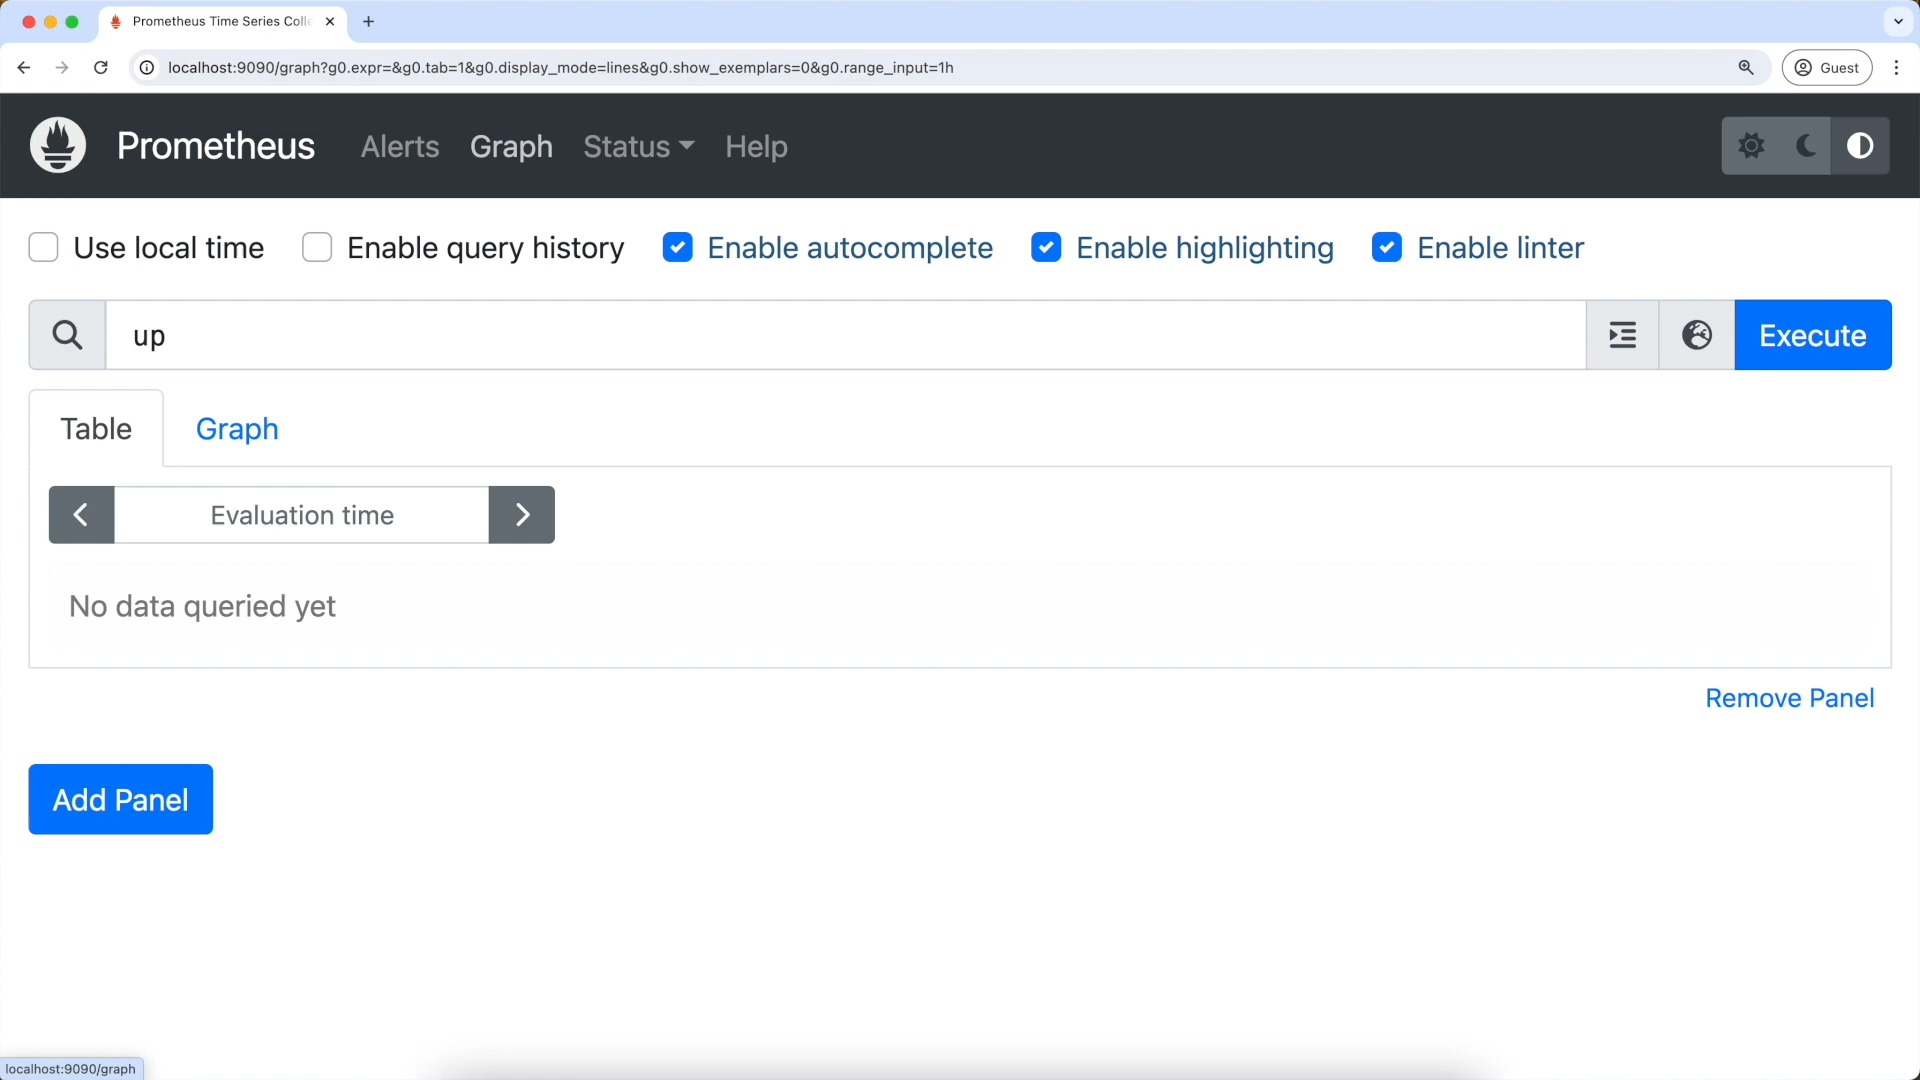 Prometheus Time Series Colle
localhost:9090/graph?g0.expr=&g0.tab=1&g0.display_mode=lines&g0.show_exemplars=0&g0.range_input=1h
Guest
Prometheus Alerts Graph Status Help
Use local time Enable query history Enable autocomplete Enable highlighting Enable linter
up
Execute
Table Graph
Evaluation time
No data queried yet
Remove Panel
Add Panel
localhost:9090/graph